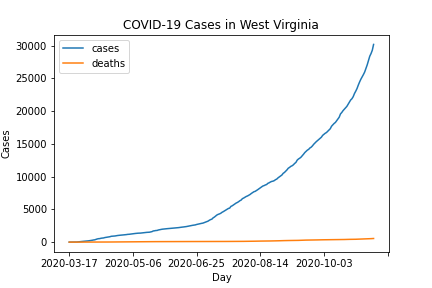 COVID-19 Cases in West Virginia
cases
deaths
30000
25000
20000
15000
10000
5000
0
Cases
2020-03-17 2020-05-06 2020-06-25 2020-08-14 2020-10-03
Day